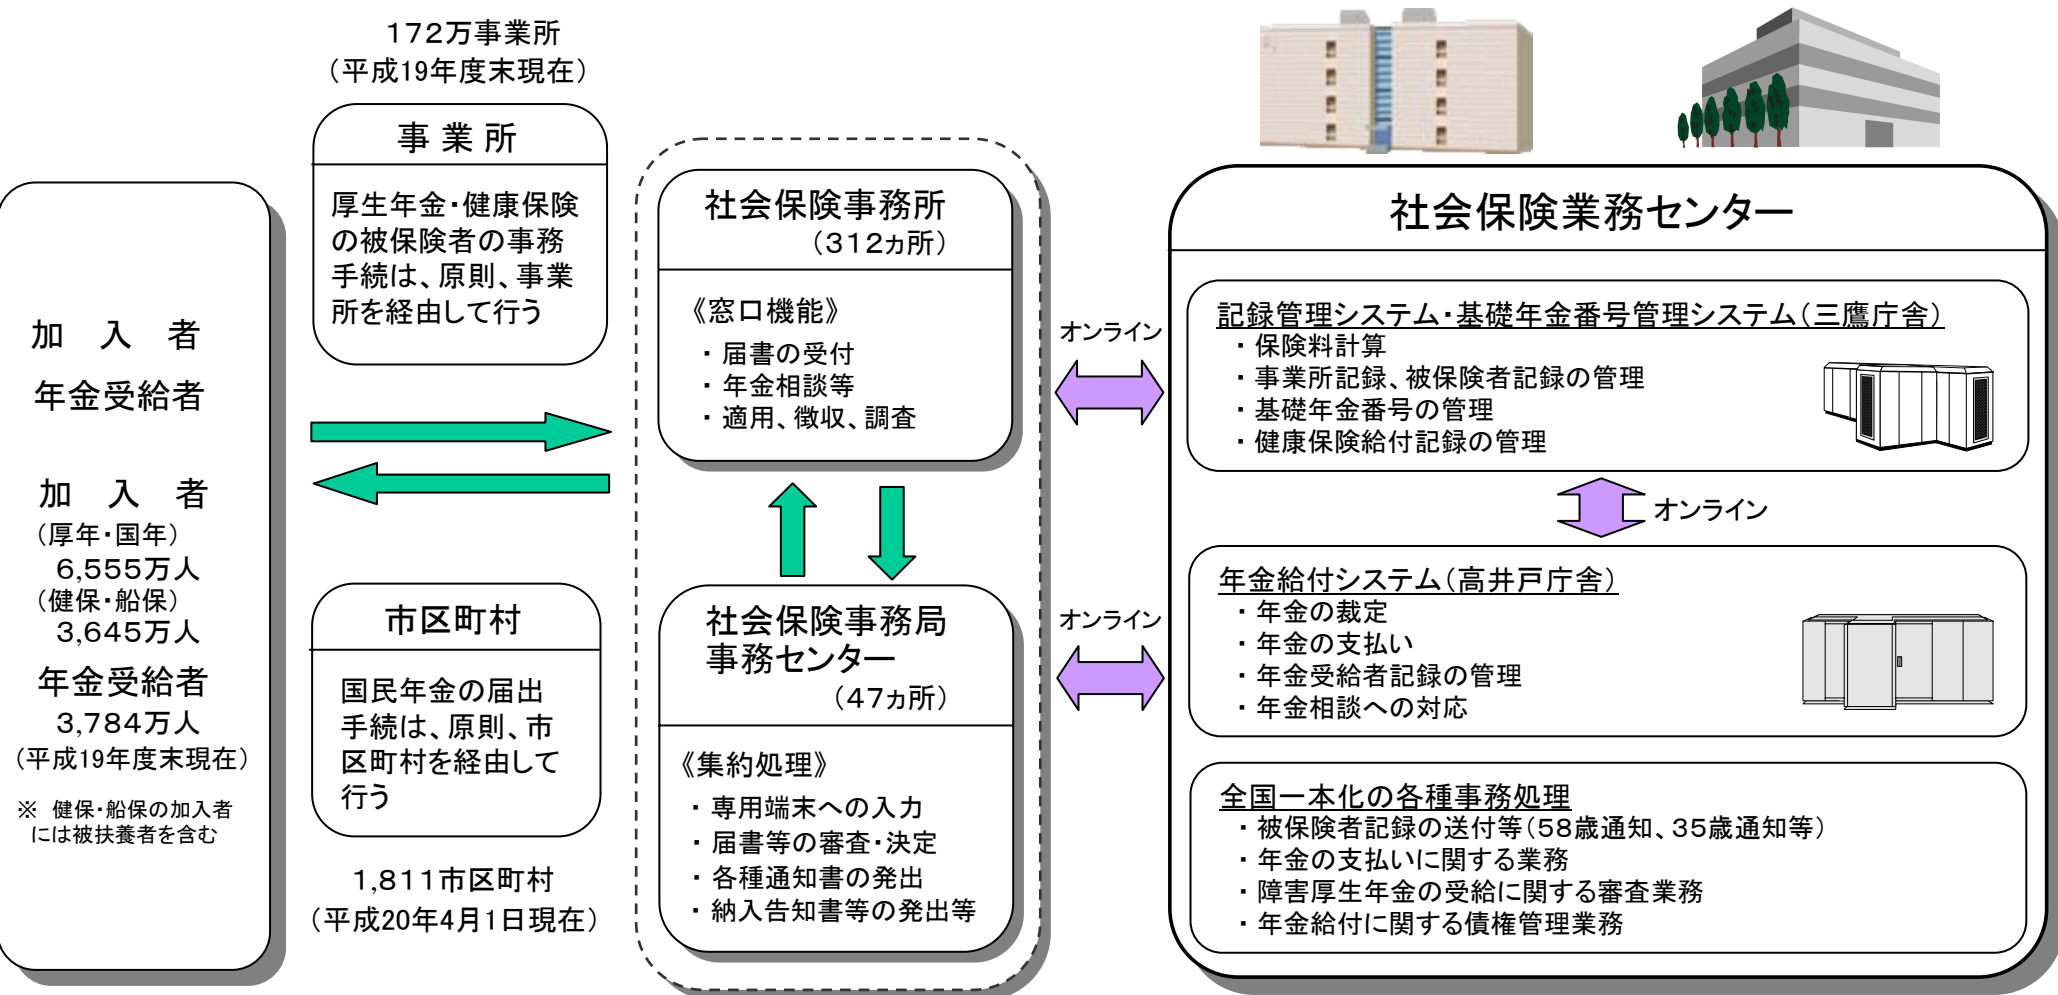 172万事業所
(平成19年度末現在)
事業所
厚生年金・健康保険
の被保険者の事務
手続は、原則、事業
所を経由して行う
加 入 者
年金受給者
加 入 者
(厚年・国年)
6,555万人
(健保・船保)
3,645万人
年金受給者
3,784万人
(平成19年度末現在)
※ 健保・船保の加入者
には被扶養者を含む
市区町村
国民年金の届出
手続は、原則、市
区町村を経由して
行う
1,811市区町村
(平成20年4月1日現在)
社会保険事務所
(312ヵ所)
《窓口機能》
・届書の受付
・年金相談等
・適用、徴収、調査
社会保険事務局
事務センター
(47ヵ所)
《集約処理》
・専用端末への入力
・届書等の審査・決定
・各種通知書の発出
・納入告知書等の発出等
オンライン
オンライン
社会保険業務センター
記録管理システム・基礎年金番号管理システム(三鷹庁舎)
・保険料計算
・事業所記録、被保険者記録の管理
・基礎年金番号の管理
・健康保険給付記録の管理
オンライン
年金給付システム(高井戸庁舎)
・年金の裁定
・年金の支払い
・年金受給者記録の管理
・年金相談への対応
全国一本化の各種事務処理
・被保険者記録の送付等(58歳通知、35歳通知等)
・年金の支払いに関する業務
・障害厚生年金の受給に関する審査業務
・年金給付に関する債権管理業務